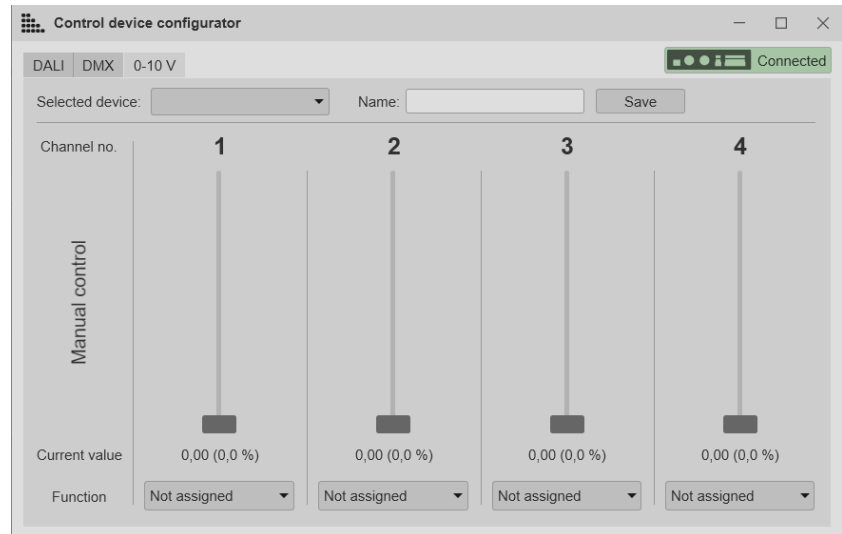 Control device configurator
DALI DMX 0-10 V
Connected
Selected device: Name: Save
Channel no. 1 2 3 4
Manual control
Current value 0,00 (0,0 %) 0,00 (0,0 %) 0,00 (0,0 %) 0,00 (0,0 %)
Function Not assigned Not assigned Not assigned Not assigned